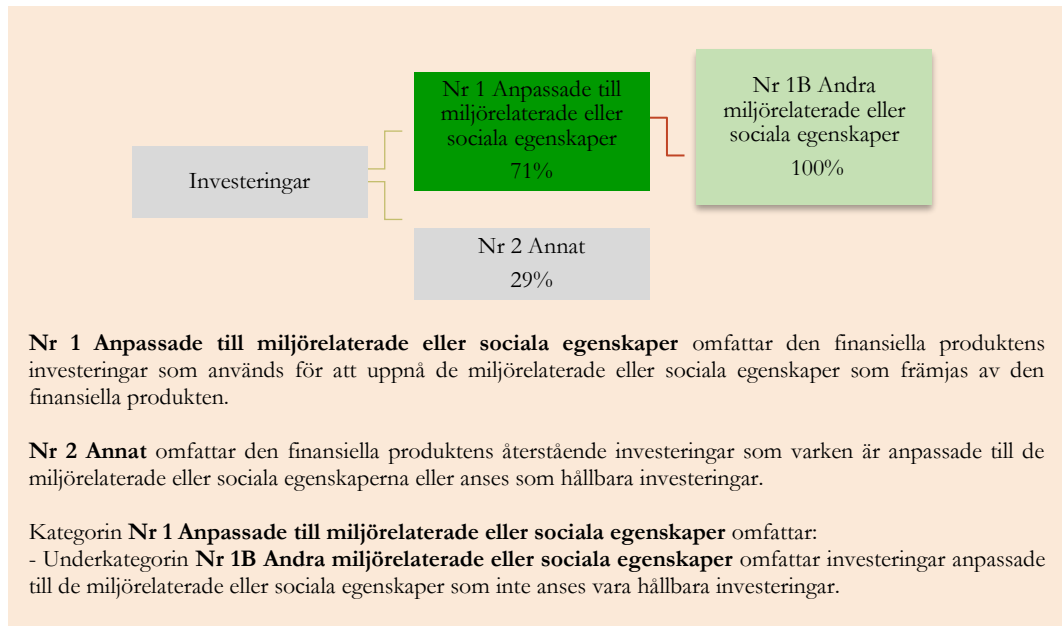 Investeringar
Nr 1 Anpassade till
miljörelaterade eller
sociala egenskaper
71%
Nr 1B Andra
miljörelaterade eller
sociala egenskaper
100%
Nr 2 Annat
29%
Nr 1 Anpassade till miljörelaterade eller sociala egenskaper omfattar den finansiella produktens
investeringar som används för att uppnå de miljörelaterade eller sociala egenskaper som främjas av den
finansiella produkten.
Nr 2 Annat omfattar den finansiella produktens återstående investeringar som varken är anpassade till de
miljörelaterade eller sociala egenskaperna eller anses som hållbara investeringar.
Kategorin Nr 1 Anpassade till miljörelaterade eller sociala egenskaper omfattar:
- Underkategorin Nr 1B Andra miljörelaterade eller sociala egenskaper omfattar investeringar anpassade
till de miljörelaterade eller sociala egenskaper som inte anses vara hållbara investeringar.